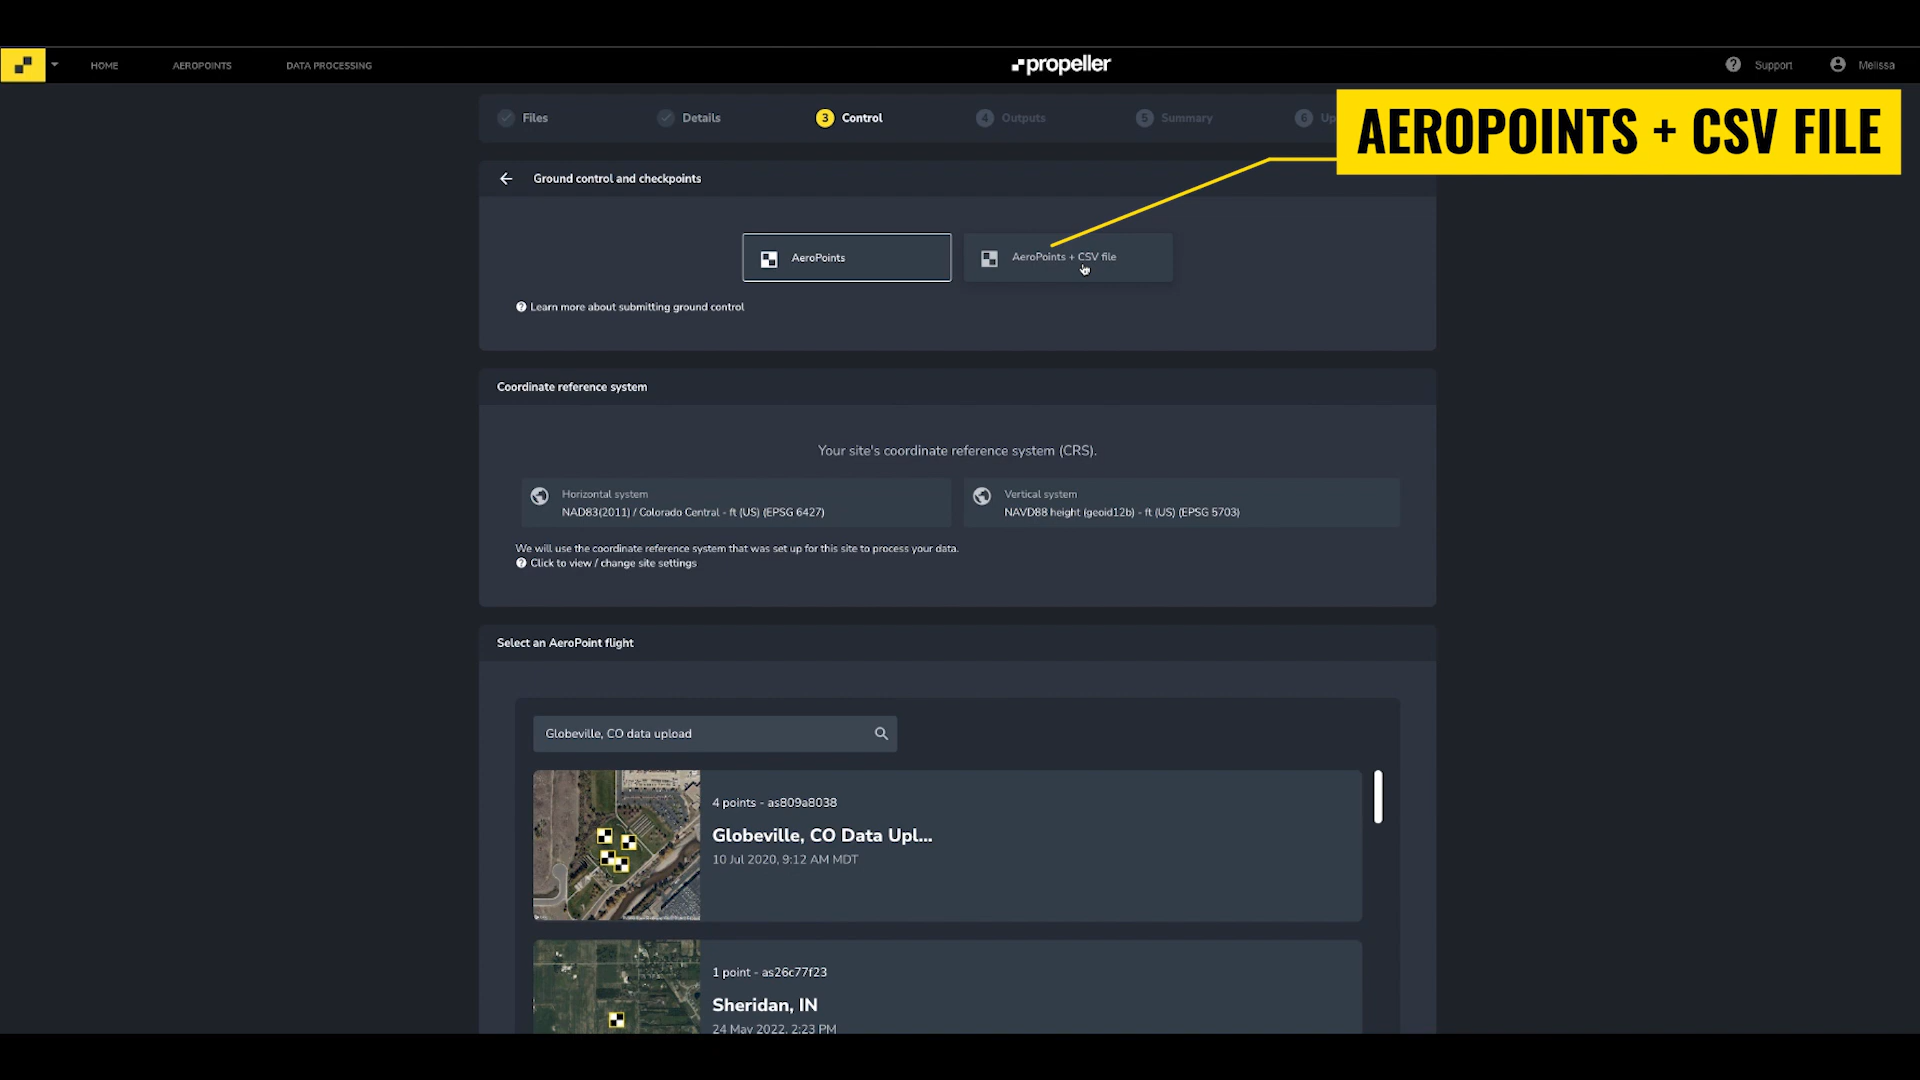 HOME
AEROPOINTS
DATA PROCESSING
propeller
Support
Melissa
Files
Details
3 Control
4 Outputs
5 Summary
6 Up
AEROPOINTS + CSV FILE
Ground control and checkpoints
AeroPoints
AeroPoints + CSV file
Learn more about submitting ground control
Coordinate reference system
Your site's coordinate reference system (CRS).
Horizontal system
NAD83(2011) / Colorado Central - ft (US) (EPSG 6427)
Vertical system
NAVD88 height (geoid12b) - ft (US) (EPSG 5703)
We will use the coordinate reference system that was set up for this site to process your data.
Click to view / change site settings
Select an AeroPoint flight
Globeville, CO data upload
4 points - as809a8038
Globeville, CO Data Upl...
10 Jul 2020, 9:12 AM MDT
1 point - as26c77f23
Sheridan, IN
24 May 2022, 2:23 PM